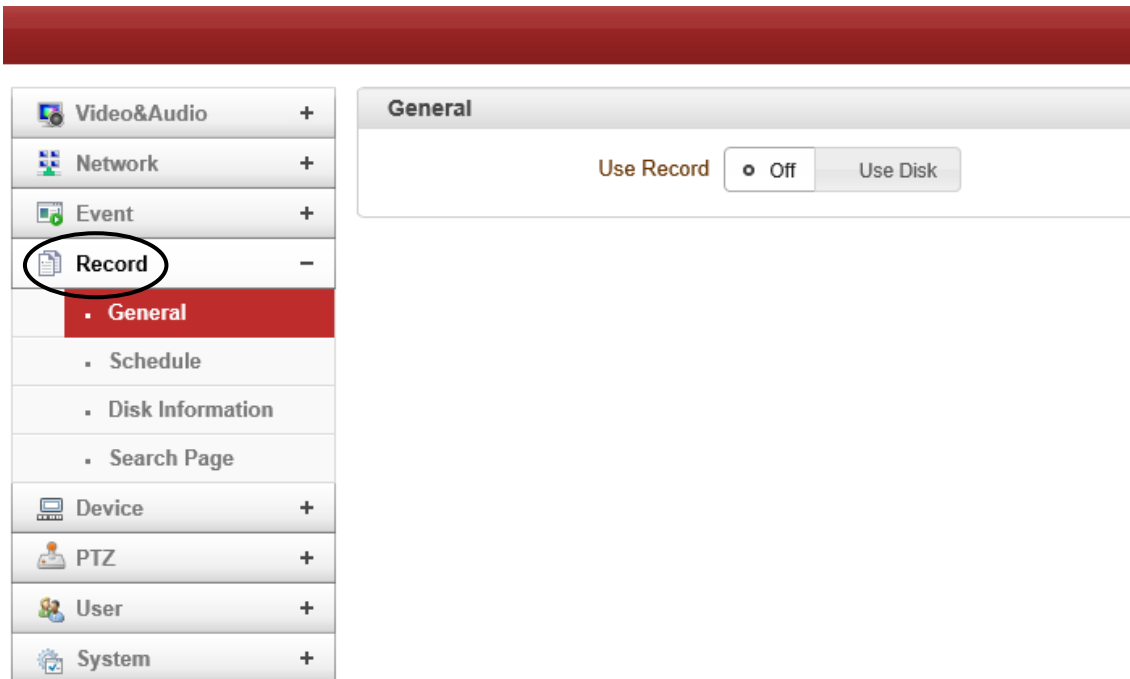 Video&Audio +
Network +
Event +
Record −
General
Schedule
Disk Information
Search Page
Device +
PTZ +
User +
System +
General
Use Record Off Use Disk